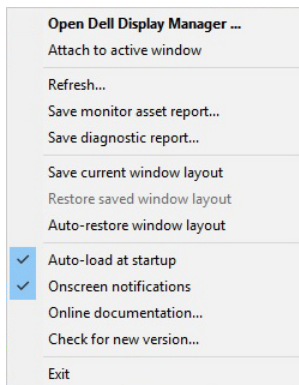 Open Dell Display Manager ...
Attach to active window
Refresh...
Save monitor asset report...
Save diagnostic report...
Save current window layout
Restore saved window layout
Auto-restore window layout
Auto-load at startup
Onscreen notifications
Online documentation...
Check for new version...
Exit